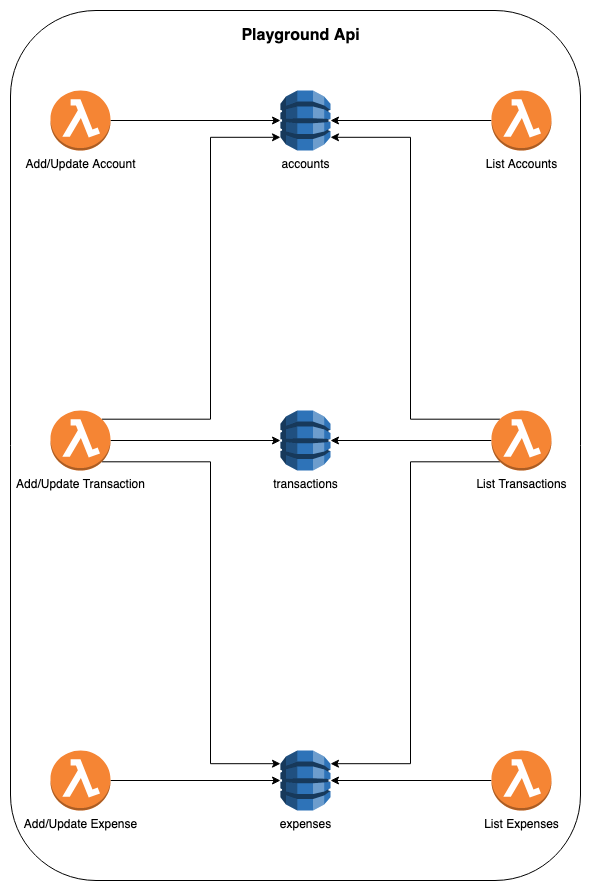 Playground Api
Add/Update Account
accounts
List Accounts
Add/Update Transaction
transactions
List Transactions
Add/Update Expense
expenses
List Expenses